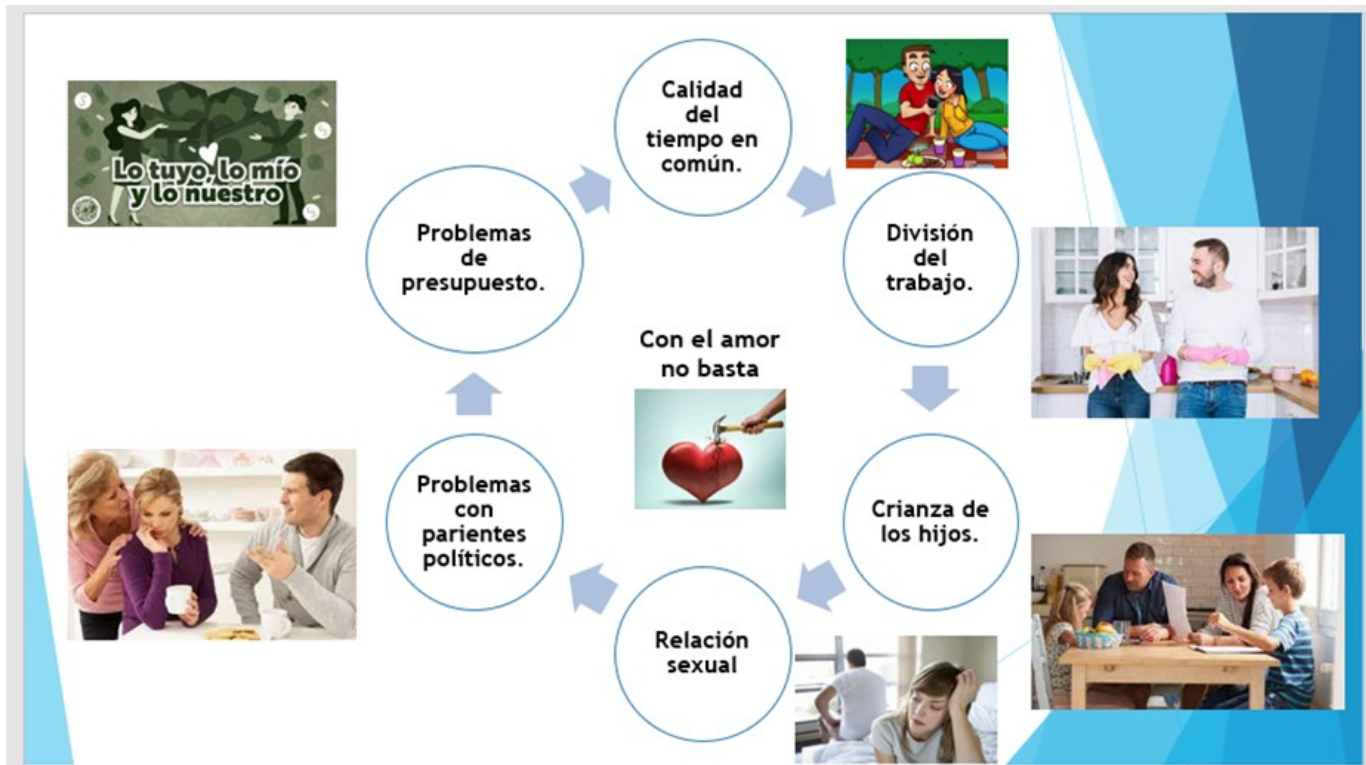 Calidad
del
tiempo en
común.
División
del
trabajo.
Crianza de
los hijos.
Relación
sexual
Problemas
con
parientes
políticos.
Problemas
de
presupuesto.
Lo tuyo, lo mío
y lo nuestro
Con el amor
no basta